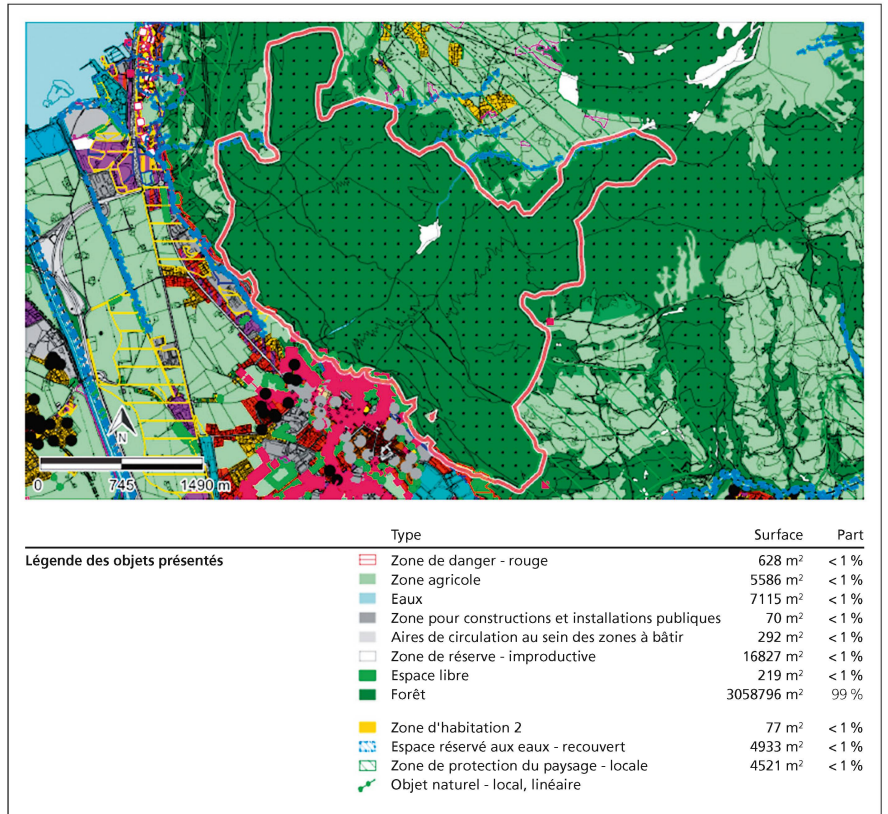 N
0 745 1490 m
Type Surface Part
Légende des objets présentés
Zone de danger - rouge 628 m² < 1 %
Zone agricole 5586 m² < 1 %
Eaux 7115 m² < 1 %
Zone pour constructions et installations publiques 70 m² < 1 %
Aires de circulation au sein des zones à bâtir 292 m² < 1 %
Zone de réserve - improductive 16827 m² < 1 %
Espace libre 219 m² < 1 %
Forêt 3058796 m² 99 %
Zone d'habitation 2 77 m² < 1 %
Espace réservé aux eaux - recouvert 4933 m² < 1 %
Zone de protection du paysage - locale 4521 m² < 1 %
Objet naturel - local, linéaire